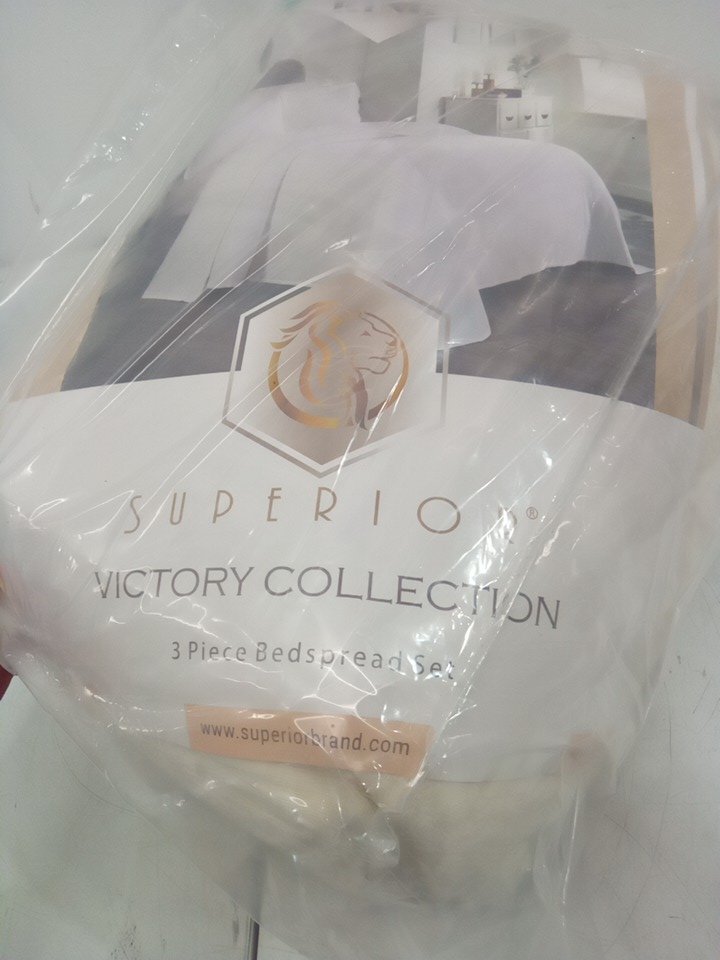 SUPERIOR®
VICTORY COLLECTION
3 Piece Bedspread Set
www.superiorbrand.com